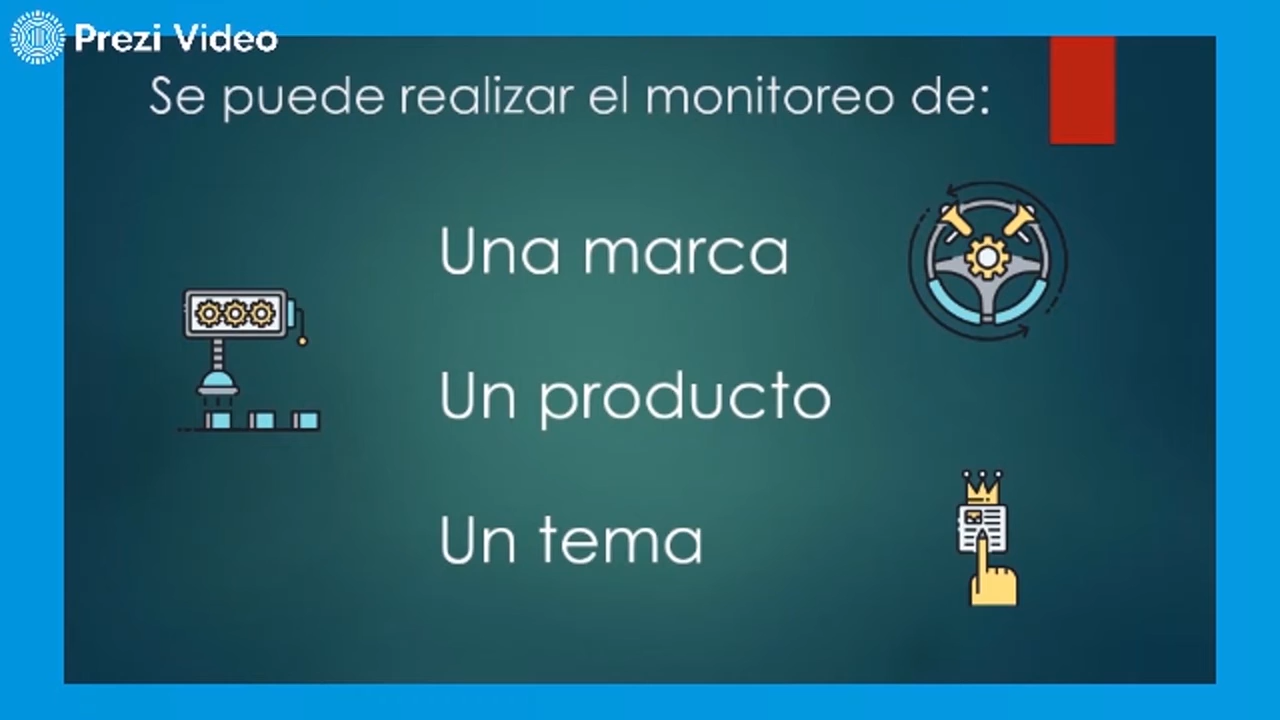 Prezi Video
Se puede realizar el monitoreo de:
Una marca
Un producto
Un tema